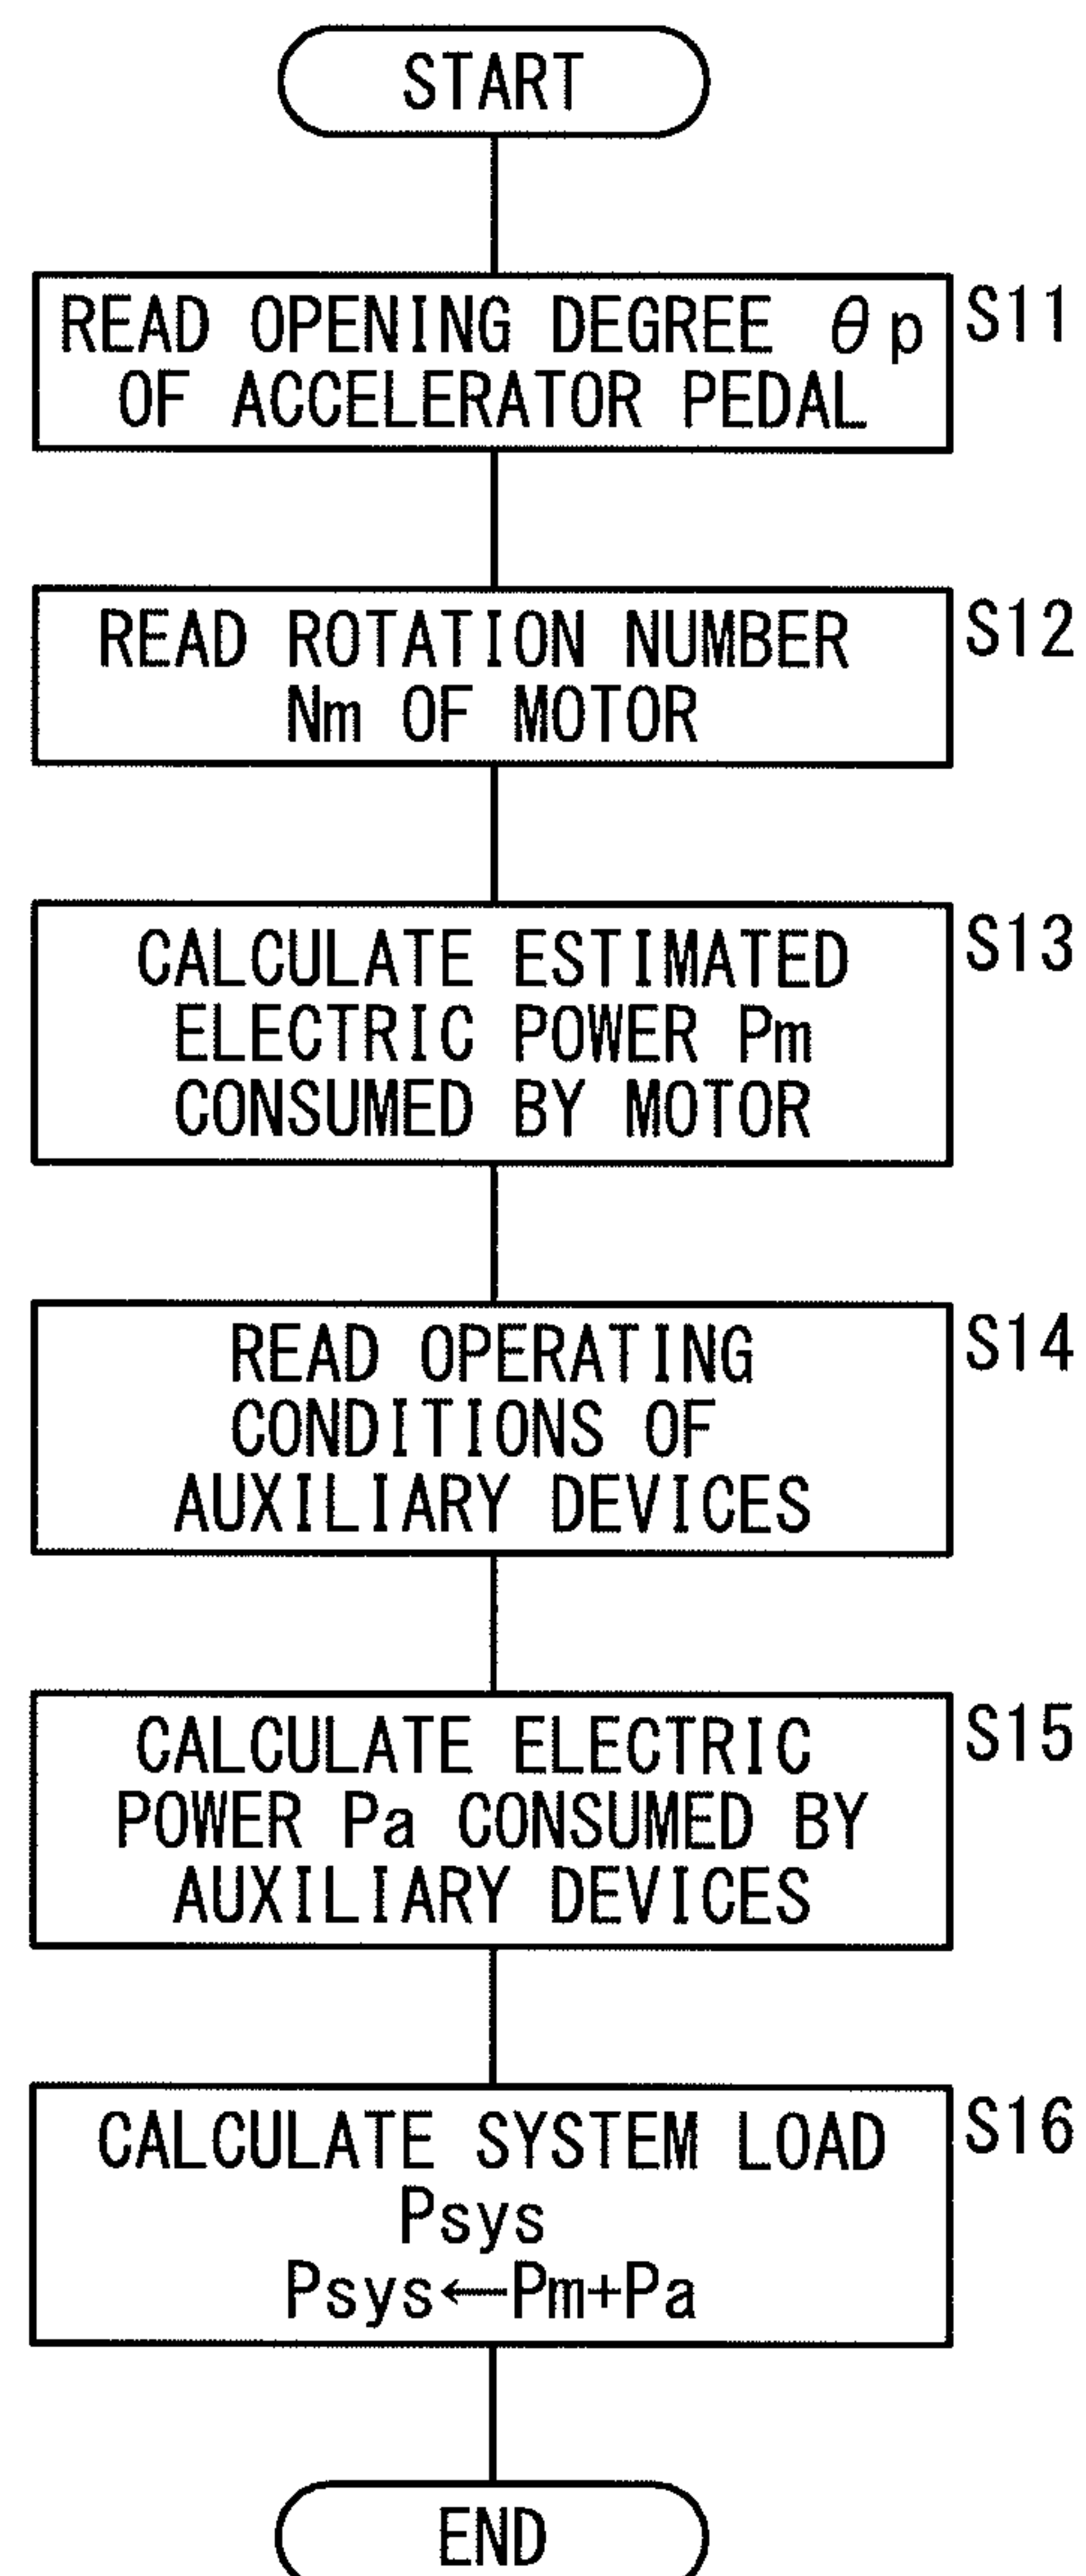 START
READ OPENING DEGREE θp
OF ACCELERATOR PEDAL
S11
READ ROTATION NUMBER
Nm OF MOTOR
S12
CALCULATE ESTIMATED
ELECTRIC POWER Pm
CONSUMED BY MOTOR
S13
READ OPERATING
CONDITIONS OF
AUXILIARY DEVICES
S14
CALCULATE ELECTRIC
POWER Pa CONSUMED BY
AUXILIARY DEVICES
S15
CALCULATE SYSTEM LOAD
Psys
Psys←Pm+Pa
S16
END